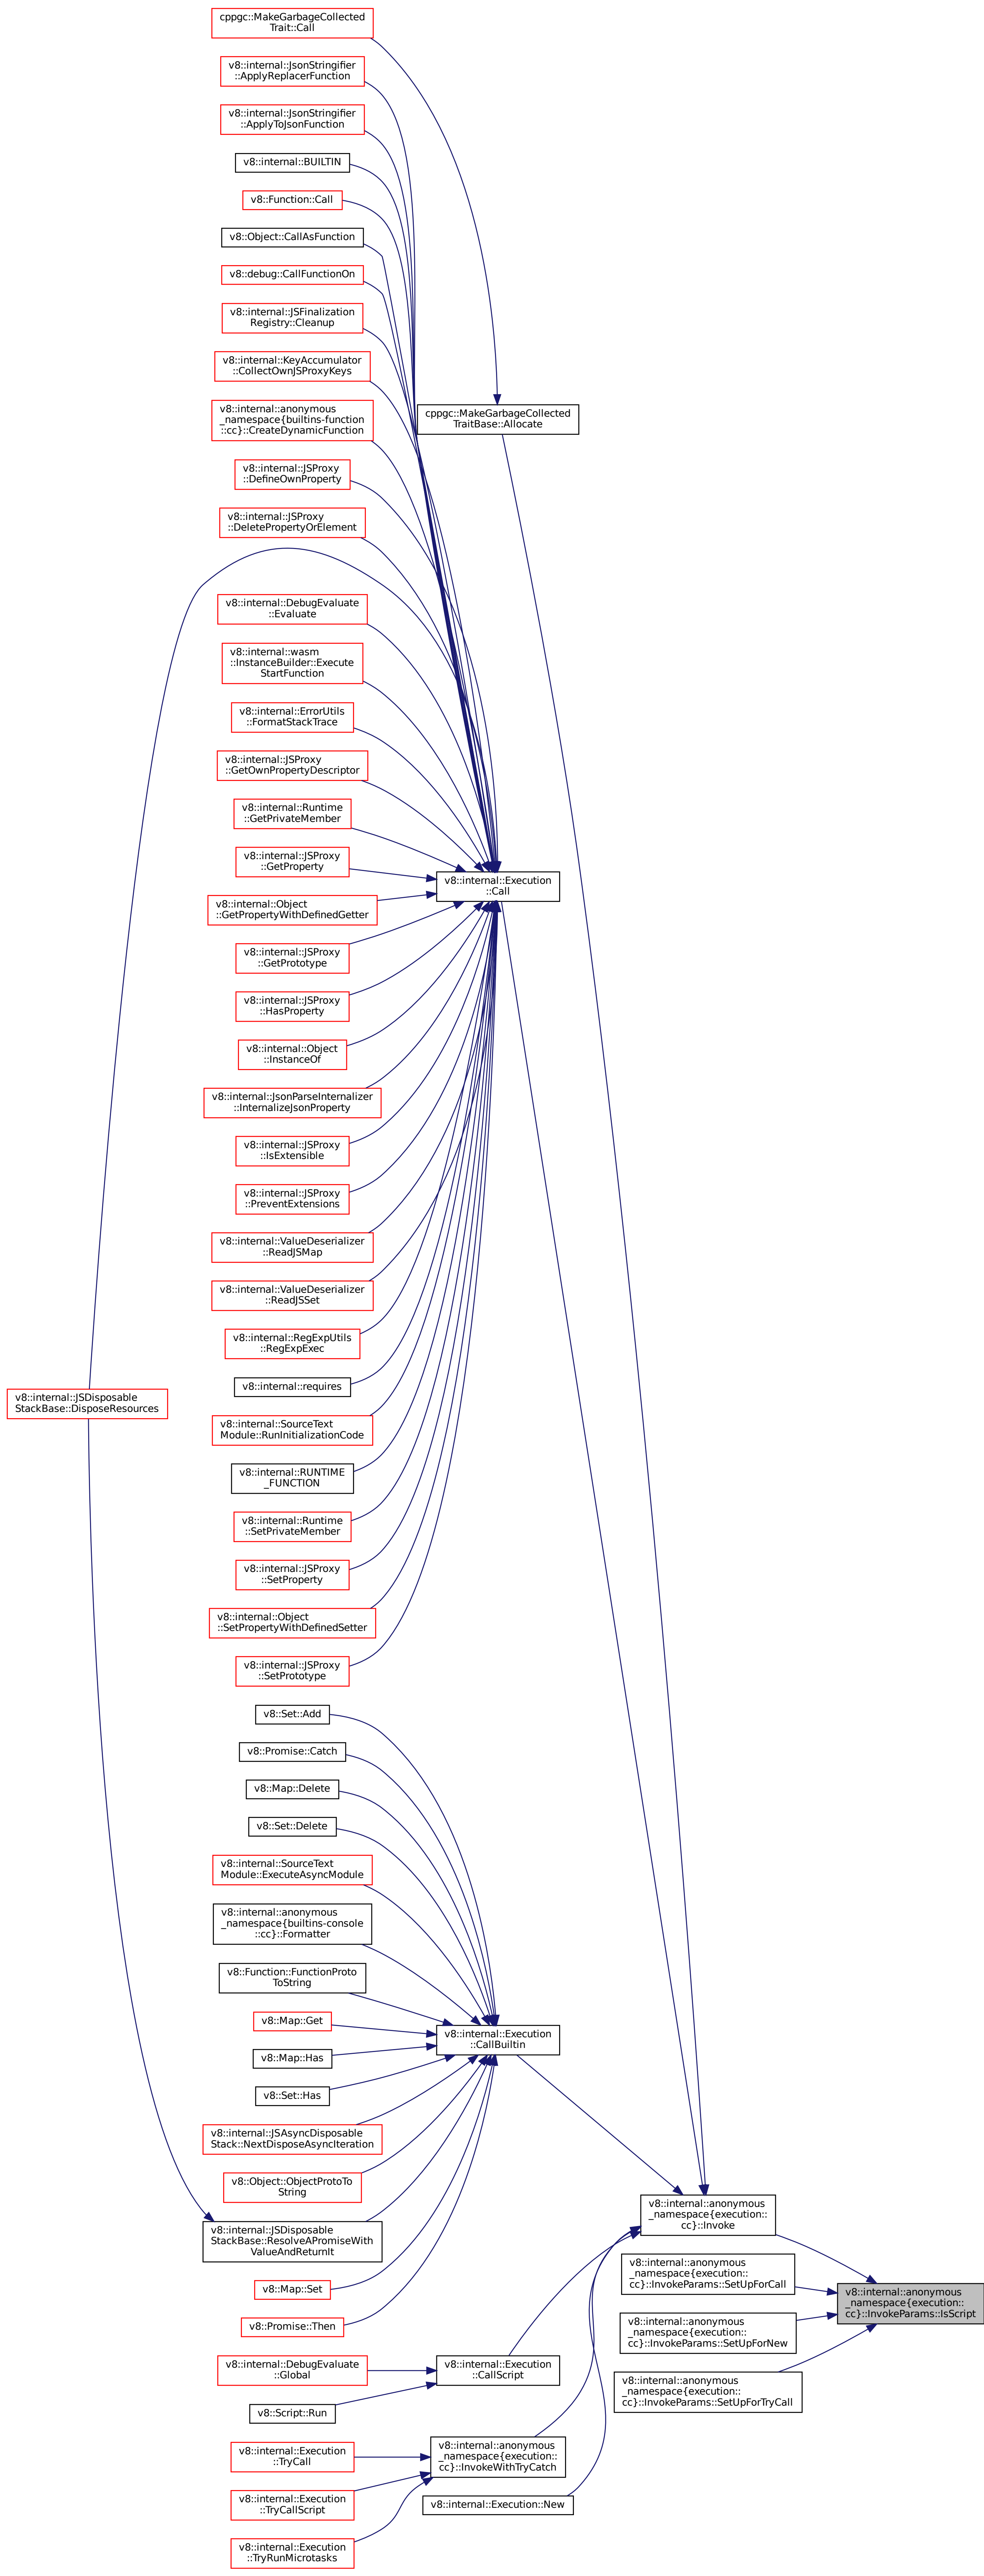 cppgc::MakeGarbageCollected
Trait::Call
v8::internal::JsonStringifier
::ApplyReplacerFunction
v8::internal::JsonStringifier
::ApplyToJsonFunction
v8::internal::BUILTIN
v8::Function::Call
v8::Object::CallAsFunction
v8::debug::CallFunctionOn
v8::internal::JSFinalization
Registry::Cleanup
v8::internal::KeyAccumulator
::CollectOwnJSProxyKeys
v8::internal::anonymous
_namespace{builtins-function
::cc}::CreateDynamicFunction
cppgc::MakeGarbageCollected
TraitBase::Allocate
v8::internal::JSProxy
::DefineOwnProperty
v8::internal::JSProxy
::DeletePropertyOrElement
v8::internal::DebugEvaluate
::Evaluate
v8::internal::wasm
::InstanceBuilder::Execute
StartFunction
v8::internal::ErrorUtils
::FormatStackTrace
v8::internal::JSProxy
::GetOwnPropertyDescriptor
v8::internal::Runtime
::GetPrivateMember
v8::internal::JSProxy
::GetProperty
v8::internal::Execution
::Call
v8::internal::Object
::GetPropertyWithDefinedGetter
v8::internal::JSProxy
::GetPrototype
v8::internal::JSProxy
::HasProperty
v8::internal::Object
::InstanceOf
v8::internal::JsonParseInternalizer
::InternalizeJsonProperty
v8::internal::JSProxy
::IsExtensible
v8::internal::JSProxy
::PreventExtensions
v8::internal::ValueDeserializer
::ReadJSMap
v8::internal::ValueDeserializer
::ReadJSSet
v8::internal::RegExpUtils
::RegExpExec
v8::internal::requires
v8::internal::JSDisposable
StackBase::DisposeResources
v8::internal::SourceText
Module::RunInitializationCode
v8::internal::RUNTIME
_FUNCTION
v8::internal::Runtime
::SetPrivateMember
v8::internal::JSProxy
::SetProperty
v8::internal::Object
::SetPropertyWithDefinedSetter
v8::internal::JSProxy
::SetPrototype
v8::Set::Add
v8::Promise::Catch
v8::Map::Delete
v8::Set::Delete
v8::internal::SourceText
Module::ExecuteAsyncModule
v8::internal::anonymous
_namespace{builtins-console
::cc}::Formatter
v8::Function::FunctionProto
ToString
v8::Map::Get
v8::internal::Execution
::CallBuiltin
v8::Map::Has
v8::Set::Has
v8::internal::JSAsyncDisposable
Stack::NextDisposeAsyncIteration
v8::Object::ObjectProtoTo
String
v8::internal::JSDisposable
StackBase::ResolveAPromiseWith
ValueAndReturnIt
v8::internal::anonymous
_namespace{execution::
cc}::Invoke
v8::internal::anonymous
_namespace{execution::
cc}::InvokeParams::SetUpForCall
v8::internal::anonymous
_namespace{execution::
cc}::InvokeParams::IsScript
v8::Map::Set
v8::Promise::Then
v8::internal::anonymous
_namespace{execution::
cc}::InvokeParams::SetUpForNew
v8::internal::DebugEvaluate
::Global
v8::internal::Execution
::CallScript
v8::internal::anonymous
_namespace{execution::
cc}::InvokeParams::SetUpForTryCall
v8::Script::Run
v8::internal::Execution
::TryCall
v8::internal::anonymous
_namespace{execution::
cc}::InvokeWithTryCatch
v8::internal::Execution
::TryCallScript
v8::internal::Execution::New
v8::internal::Execution
::TryRunMicrotasks